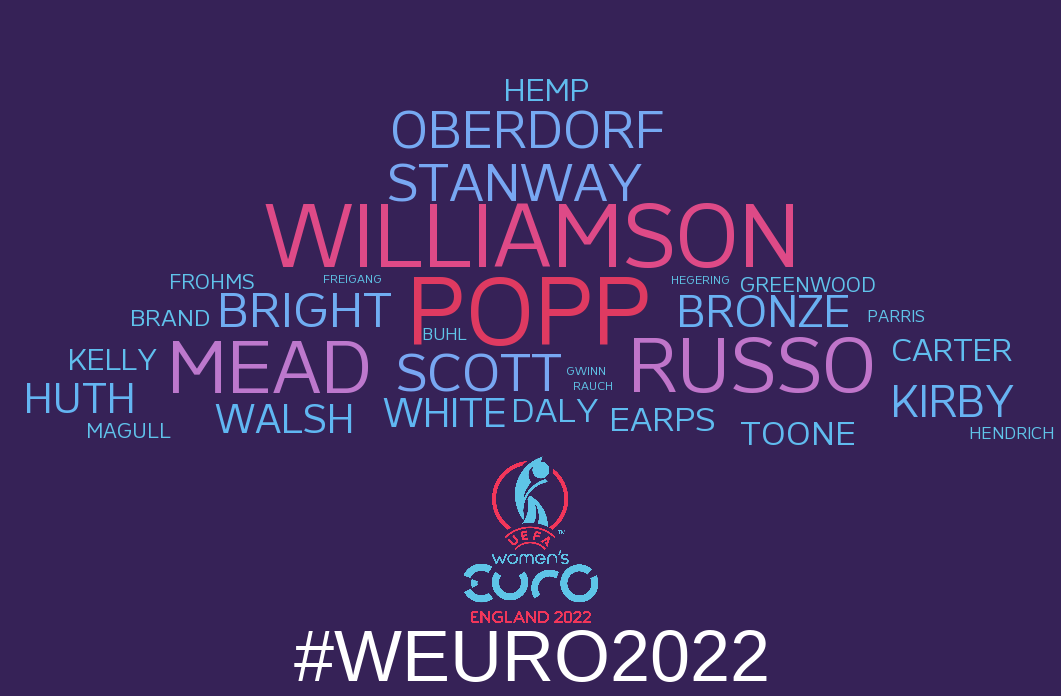 HEMP
OBERDORF
STANWAY
WILLIAMSON
FROHMS FREIGANG POPP HEGERING GREENWOOD
BRAND BRIGHT BUHL BRONZE PARRIS
KELLY MEAD SCOTT GWINN RUSSO CARTER
RAUCH
HUTH WALSH WHITE DALY EARPS KIRBY
MAGULL TOONE HENDRICH
UEFA TM
women's
EURO
ENGLAND 2022
#WEURO2022